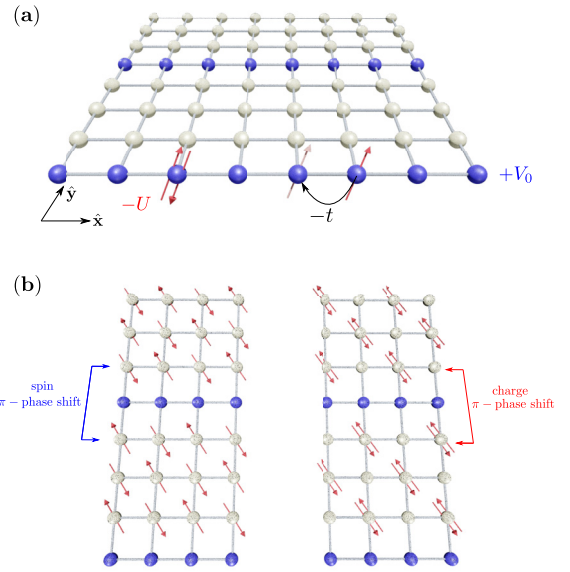 (a)
+V₀
−U
−t
ŷ
x̂
(b)
spin
π − phase shift
charge
π − phase shift